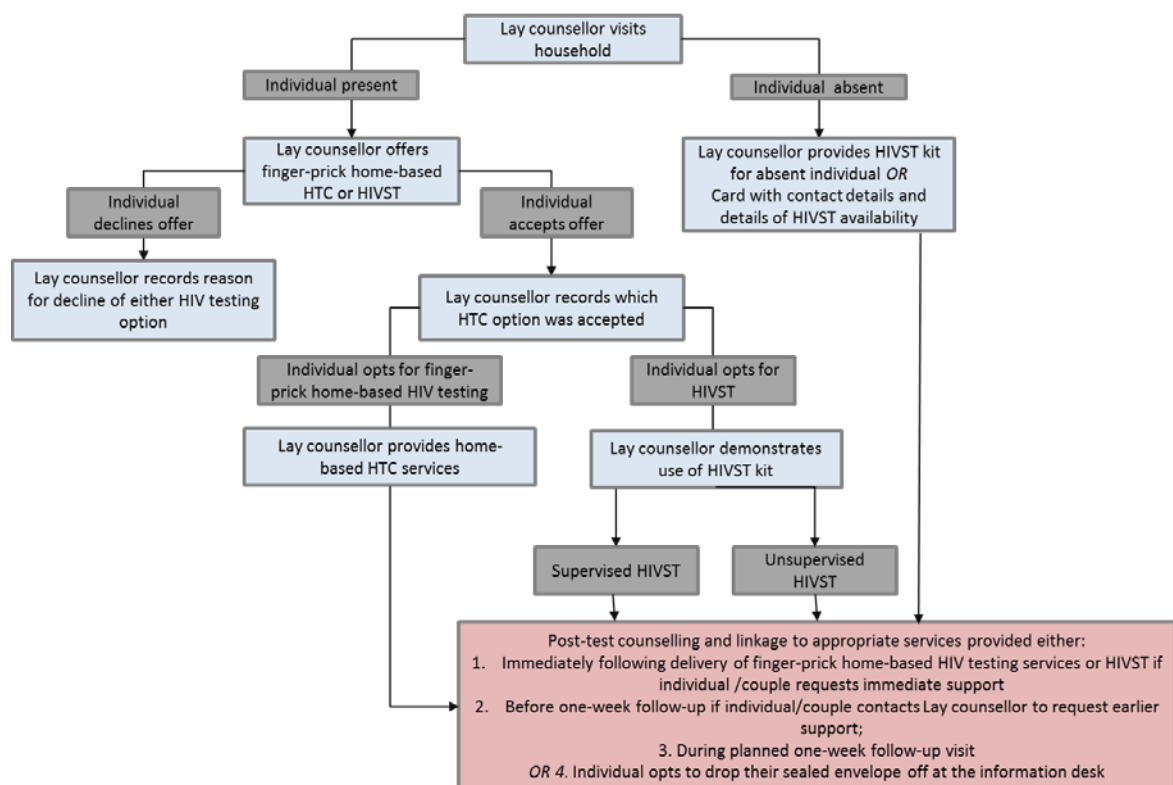 Lay counsellor visits
household
Individual present
Individual absent
Lay counsellor offers
finger-prick home-based
HTC or HIVST
Lay counsellor provides HIVST kit
for absent individual OR
Card with contact details and
details of HIVST availability
Individual
declines offer
Individual
accepts offer
Lay counsellor records reason
for decline of either HIV testing
option
Lay counsellor records which
HTC option was accepted
Individual opts for finger-
prick home-based HIV testing
Individual opts for
HIVST
Lay counsellor provides home-
based HTC services
Lay counsellor demonstrates
use of HIVST kit
Supervised HIVST
Unsupervised
HIVST
Post-test counselling and linkage to appropriate services provided either:
1. Immediately following delivery of finger-prick home-based HIV testing services or HIVST if
individual /couple requests immediate support
2. Before one-week follow-up if individual/couple contacts Lay counsellor to request earlier
support;
3. During planned one-week follow-up visit
OR 4. Individual opts to drop their sealed envelope off at the information desk